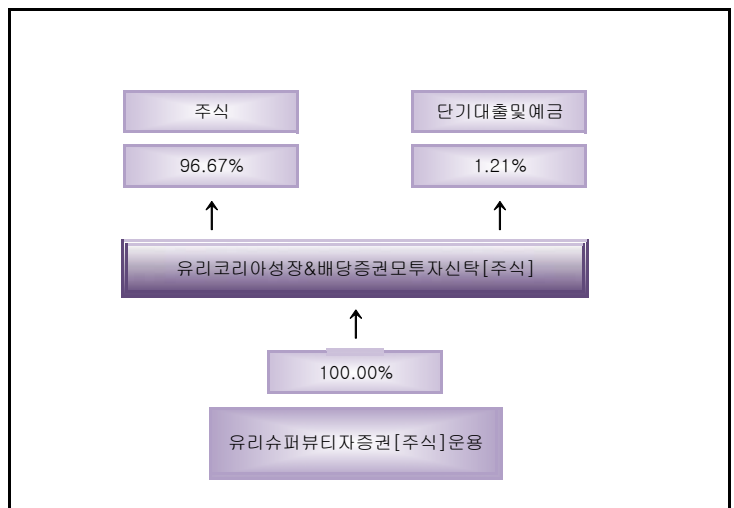 주식
단기대출및예금
96.67%
1.21%
유리코리아성장&배당증권모투자신탁[주식]
100.00%
유리슈퍼뷰티자증권[주식]운용